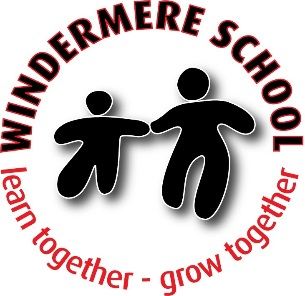 WINDERMERE SCHOOL
learn together - grow together